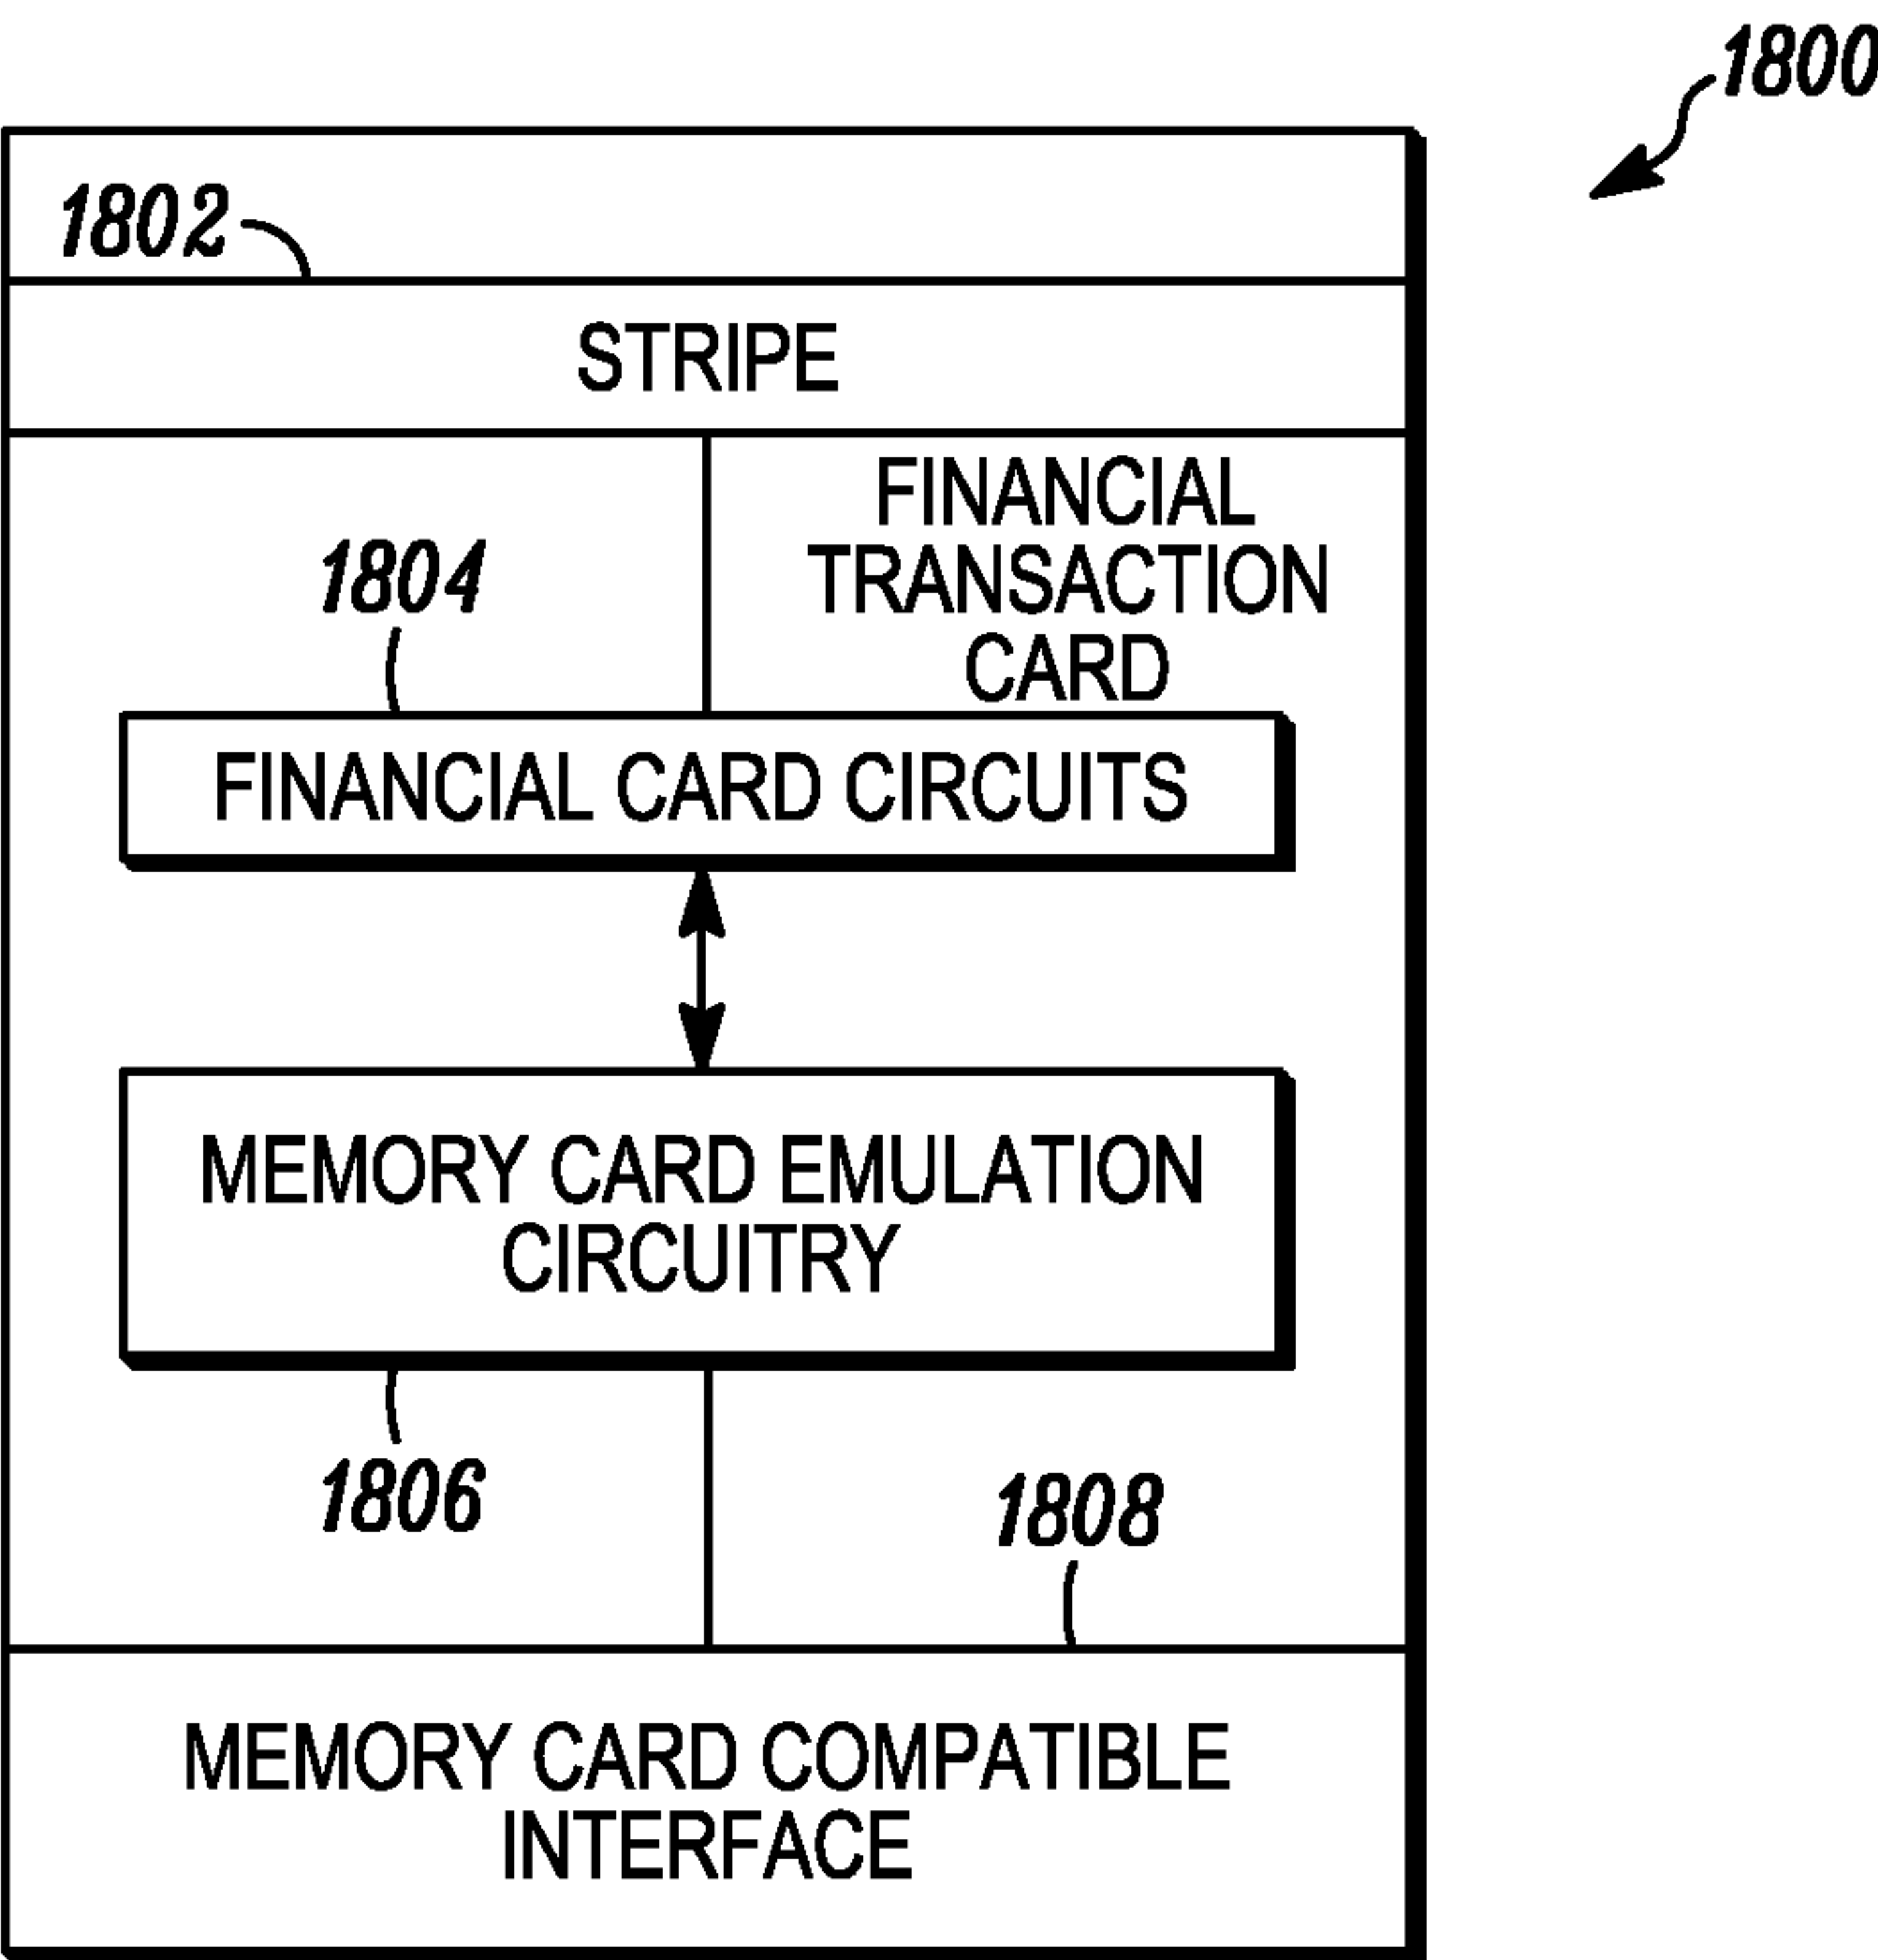 1800
1802
STRIPE
FINANCIAL
TRANSACTION
CARD
1804
FINANCIAL CARD CIRCUITS
MEMORY CARD EMULATION
CIRCUITRY
1806
1808
MEMORY CARD COMPATIBLE
INTERFACE